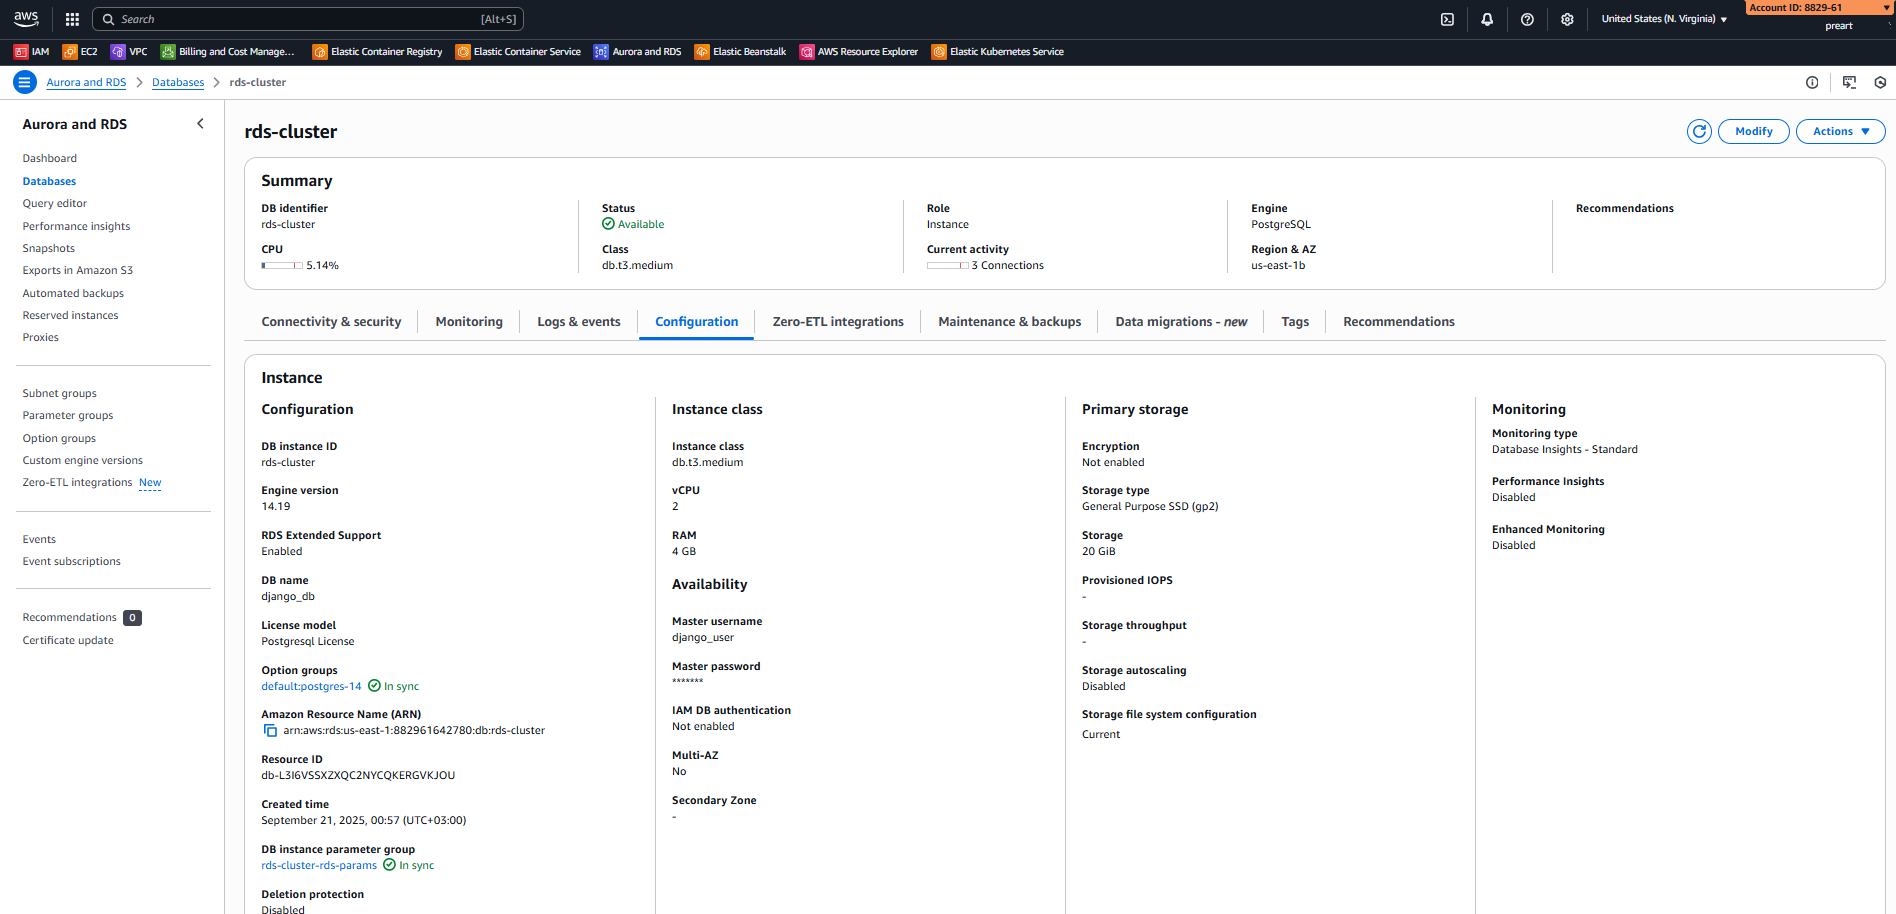 aws
Search
[Alt+S]
United States (N. Virginia)
Account ID: 8829-61
preart
IAM
EC2
VPC
Billing and Cost Manage...
Elastic Container Registry
Elastic Container Service
Aurora and RDS
Elastic Beanstalk
AWS Resource Explorer
Elastic Kubernetes Service
Aurora and RDS
Databases
rds-cluster
Aurora and RDS
Dashboard
Databases
Query editor
Performance insights
Snapshots
Exports in Amazon S3
Automated backups
Reserved instances
Proxies
Subnet groups
Parameter groups
Option groups
Custom engine versions
Zero-ETL integrations New
Events
Event subscriptions
Recommendations 0
Certificate update
rds-cluster
Modify
Actions
Summary
DB identifier
rds-cluster
CPU
5.14%
Status
Available
Class
db.t3.medium
Role
Instance
Current activity
3 Connections
Engine
PostgreSQL
Region & AZ
us-east-1b
Recommendations
Connectivity & security
Monitoring
Logs & events
Configuration
Zero-ETL integrations
Maintenance & backups
Data migrations - new
Tags
Recommendations
Instance
Configuration
DB instance ID
rds-cluster
Engine version
14.19
RDS Extended Support
Enabled
DB name
django_db
License model
Postgresql License
Option groups
default:postgres-14 In sync
Amazon Resource Name (ARN)
arn:aws:rds:us-east-1:882961642780:db:rds-cluster
Resource ID
db-L3I6VSSXZXQC2NYCQKERGVKJOU
Created time
September 21, 2025, 00:57 (UTC+03:00)
DB instance parameter group
rds-cluster-rds-params In sync
Deletion protection
Disabled
Instance class
Instance class
db.t3.medium
vCPU
2
RAM
4 GB
Availability
Master username
django_user
Master password
*******
IAM DB authentication
Not enabled
Multi-AZ
No
Secondary Zone
-
Primary storage
Encryption
Not enabled
Storage type
General Purpose SSD (gp2)
Storage
20 GiB
Provisioned IOPS
-
Storage throughput
-
Storage autoscaling
Disabled
Storage file system configuration
Current
Monitoring
Monitoring type
Database Insights - Standard
Performance Insights
Disabled
Enhanced Monitoring
Disabled